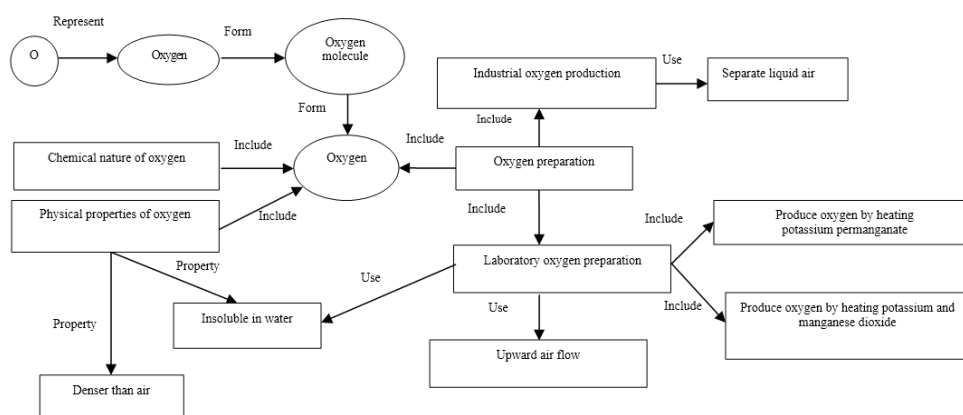 Represent
O
Oxygen
Form
Oxygen
molecule
Form
Industrial oxygen production
Use
Separate liquid air
Include
Chemical nature of oxygen
Include
Oxygen
Include
Oxygen preparation
Physical properties of oxygen
Include
Include
Include
Produce oxygen by heating
potassium permanganate
Property
Use
Laboratory oxygen preparation
Include
Produce oxygen by heating potassium and
manganese dioxide
Insoluble in water
Use
Property
Upward air flow
Denser than air